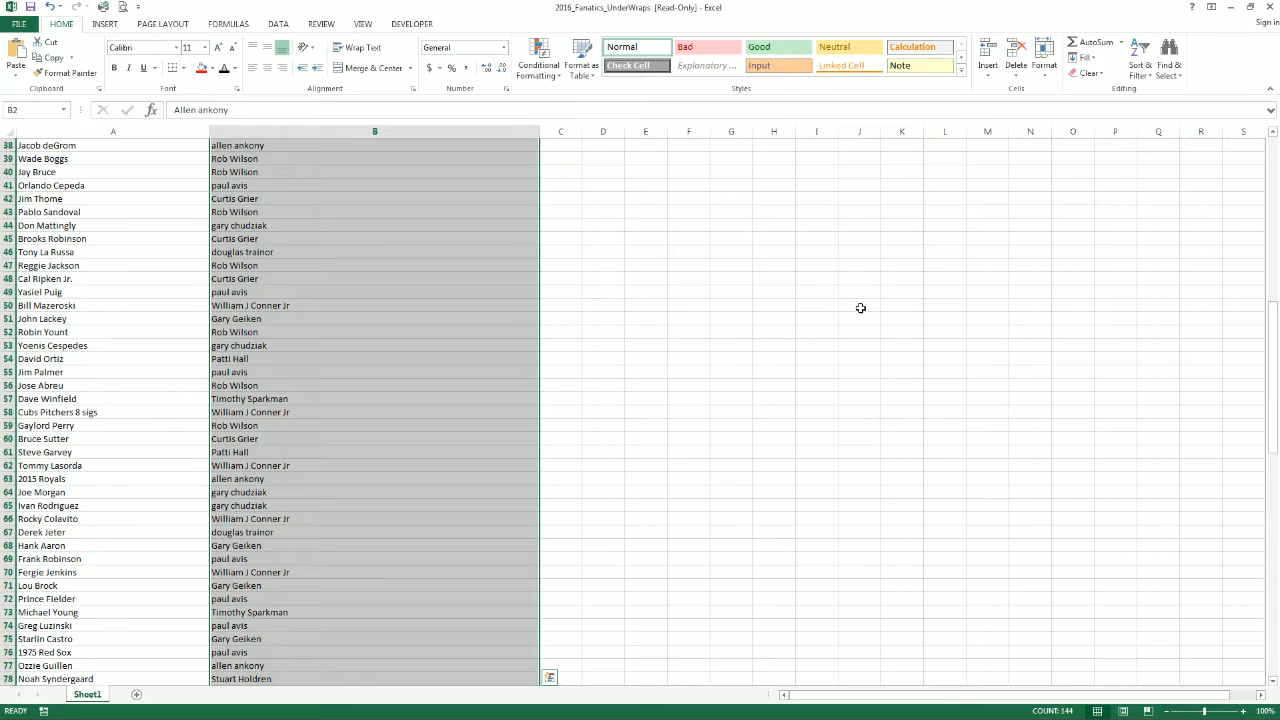 2016_Fanatics_UnderWraps [Read-Only] - Excel
Sign in
FILE HOME INSERT PAGE LAYOUT FORMULAS DATA REVIEW VIEW DEVELOPER
Paste
Cut
Copy
Format Painter
Clipboard
Calibri 11
Font
Wrap Text
Merge & Center
Alignment
General
Number
Conditional Formatting
Format as Table
Normal Bad Good Neutral Calculation
Check Cell Explanatory ... Input Linked Cell Note
Styles
Insert Delete Format
Cells
AutoSum
Fill
Clear
Sort & Filter
Find & Select
Editing
B2 Allen ankony
A B C D E F G H I J K L M N O P Q R S
38 Jacob deGrom allen ankony
39 Wade Boggs Rob Wilson
40 Jay Bruce Rob Wilson
41 Orlando Cepeda paul avis
42 Jim Thome Curtis Grier
43 Pablo Sandoval Rob Wilson
44 Don Mattingly gary chudziak
45 Brooks Robinson Curtis Grier
46 Tony La Russa douglas trainor
47 Reggie Jackson Rob Wilson
48 Cal Ripken Jr. Curtis Grier
49 Yasiel Puig paul avis
50 Bill Mazeroski William J Conner Jr
51 John Lackey Gary Geiken
52 Robin Yount Rob Wilson
53 Yoenis Cespedes gary chudziak
54 David Ortiz Patti Hall
55 Jim Palmer paul avis
56 Jose Abreu Rob Wilson
57 Dave Winfield Timothy Sparkman
58 Cubs Pitchers 8 sigs William J Conner Jr
59 Gaylord Perry Rob Wilson
60 Bruce Sutter Curtis Grier
61 Steve Garvey Patti Hall
62 Tommy Lasorda William J Conner Jr
63 2015 Royals allen ankony
64 Joe Morgan gary chudziak
65 Ivan Rodriguez gary chudziak
66 Rocky Colavito William J Conner Jr
67 Derek Jeter douglas trainor
68 Hank Aaron Gary Geiken
69 Frank Robinson paul avis
70 Fergie Jenkins William J Conner Jr
71 Lou Brock Gary Geiken
72 Prince Fielder paul avis
73 Michael Young Timothy Sparkman
74 Greg Luzinski paul avis
75 Starlin Castro Gary Geiken
76 1975 Red Sox paul avis
77 Ozzie Guillen allen ankony
78 Noah Syndergaard Stuart Holdren
Sheet1
READY COUNT: 144 100%